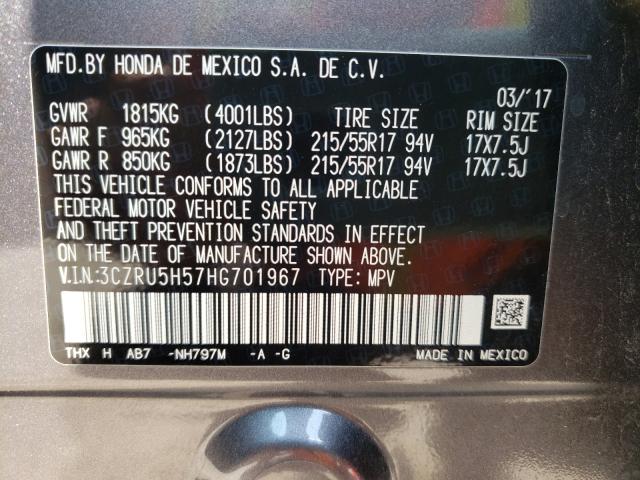 MFD.BY HONDA DE MEXICO S.A. DE C.V.
03/'17
GVWR 1815KG (4001LBS) TIRE SIZE RIM SIZE
GAWR F 965KG (2127LBS) 215/55R17 94V 17X7.5J
GAWR R 850KG (1873LBS) 215/55R17 94V 17X7.5J
THIS VEHICLE CONFORMS TO ALL APPLICABLE
FEDERAL MOTOR VEHICLE SAFETY
AND THEFT PREVENTION STANDARDS IN EFFECT
ON THE DATE OF MANUFACTURE SHOWN ABOVE.
V.I.N:3CZRU5H57HG701967 TYPE: MPV
THX H AB7 -NH797M -A -G MADE IN MEXICO